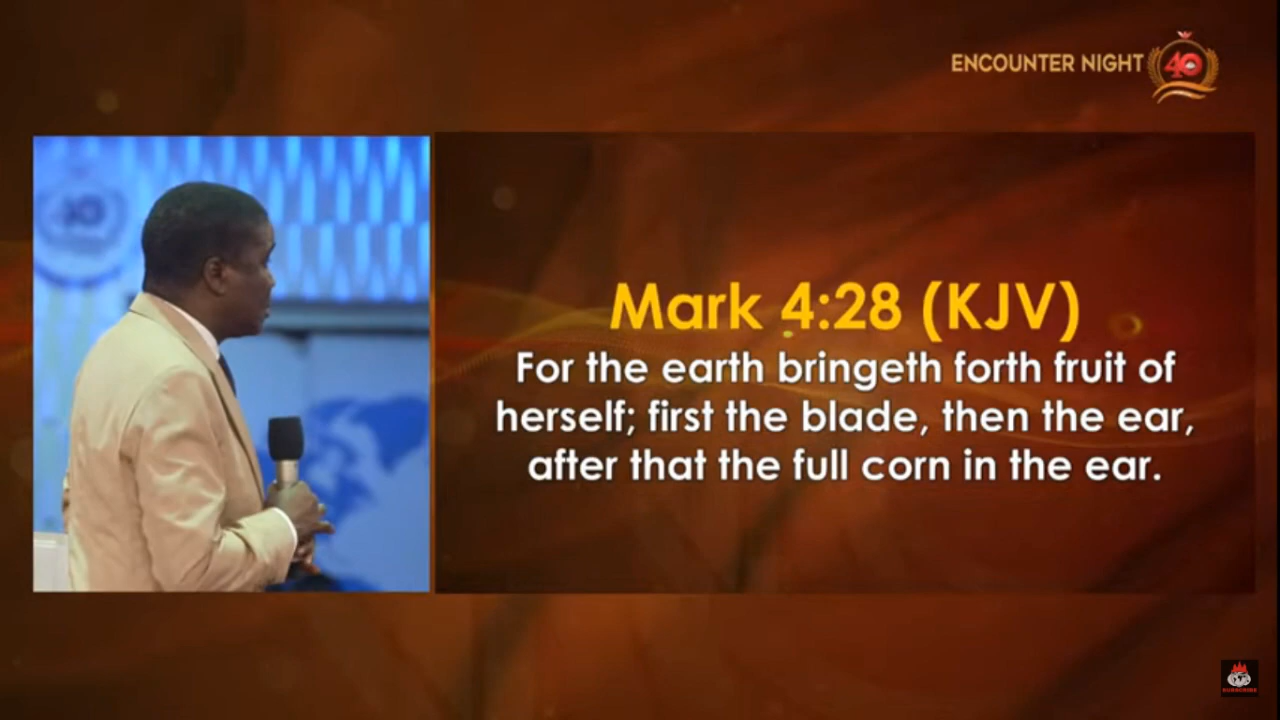 ENCOUNTER NIGHT 40
Mark 4:28 (KJV)
For the earth bringeth forth fruit of
herself; first the blade, then the ear,
after that the full corn in the ear.
SUBSCRIBE